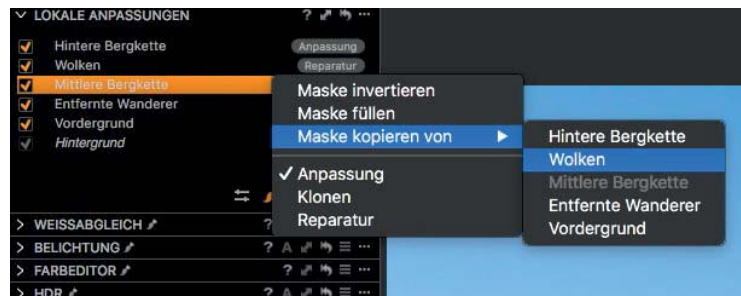 LOKALE ANPASSUNGEN ?
Hintere Bergkette Anpassung
Wolken Reparatur
Mittlere Bergkette
Entfernte Wanderer
Vordergrund
Hintergrund
Maske invertieren
Maske füllen
Maske kopieren von
✓ Anpassung
Klonen
Reparatur
Hintere Bergkette
Wolken
Mittlere Bergkette
Entfernte Wanderer
Vordergrund
WEISSABGLEICH ?
BELICHTUNG ? A
FARBEDITOR ?
HDR ? A